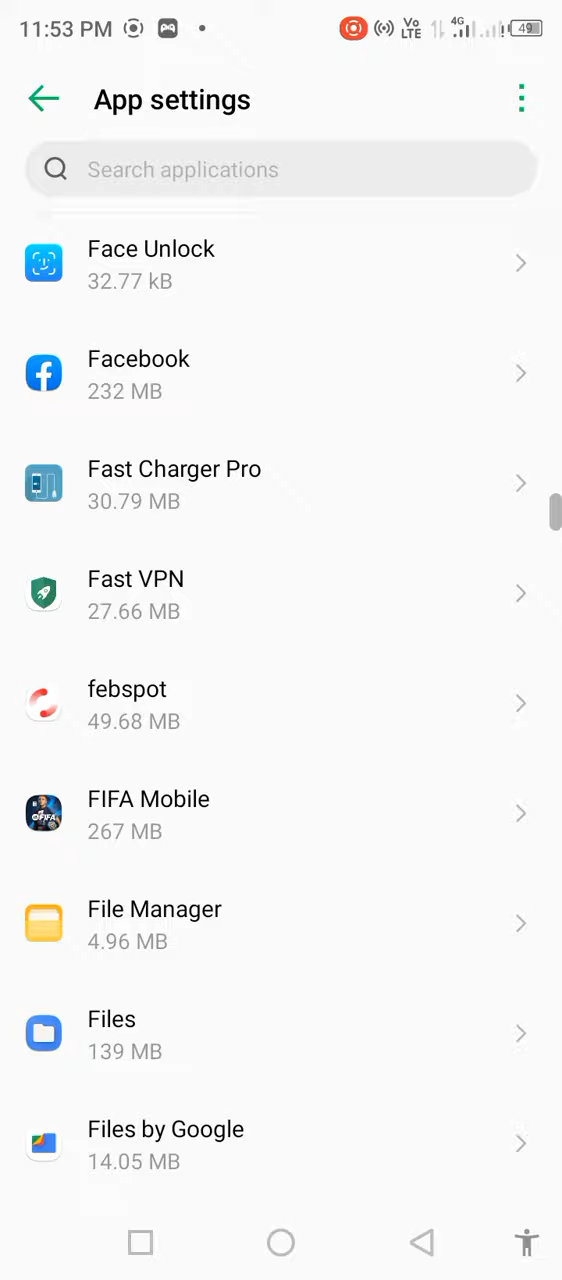 11:53 PM
Vo LTE 4G 49
App settings
Search applications
Face Unlock
32.77 kB
Facebook
232 MB
Fast Charger Pro
30.79 MB
Fast VPN
27.66 MB
febspot
49.68 MB
FIFA Mobile
267 MB
File Manager
4.96 MB
Files
139 MB
Files by Google
14.05 MB